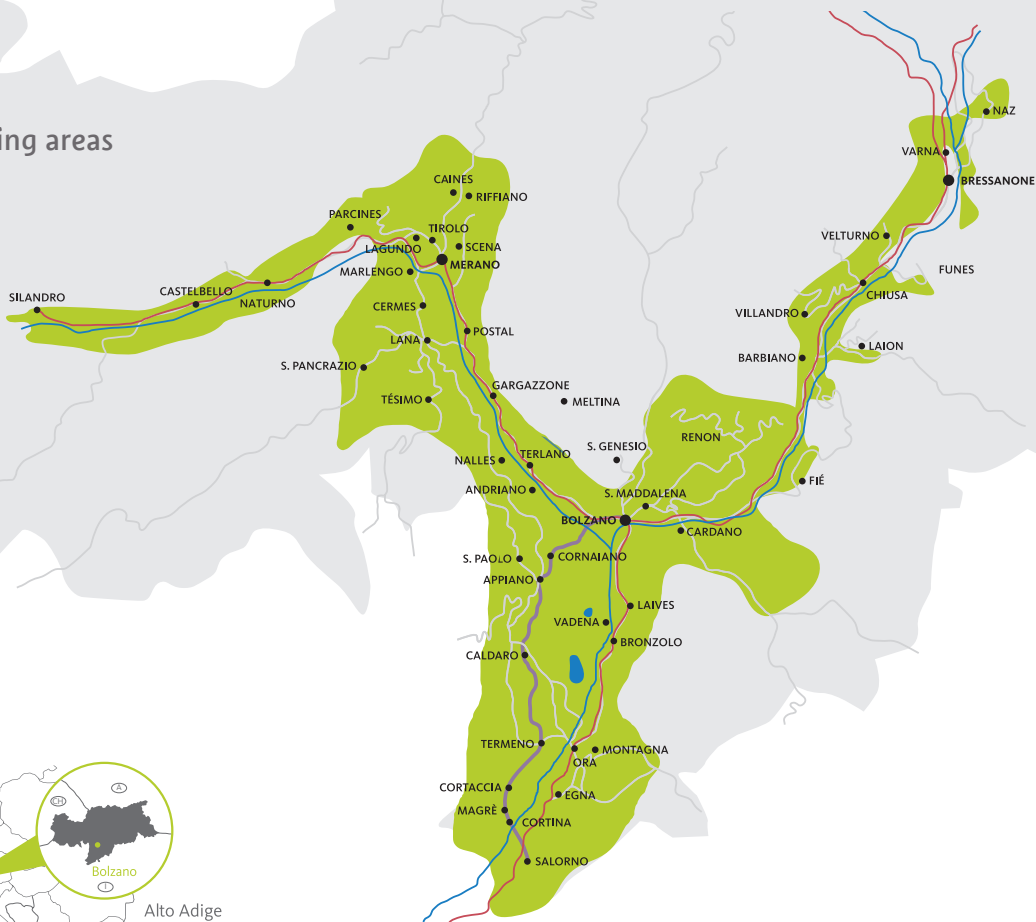 ing areas
NAZ
VARNA
BRESSANONE
CAINES
RIFFIANO
PARCINES
TIROLO
LAGUNDO
SCENA
MERANO
VELTURNO
MARLENGO
FUNES
CASTELBELLO
NATURNO
CHIUSA
SILANDRO
CERMES
VILLANDRO
POSTAL
LANA
LAION
BARBIANO
S. PANCRAZIO
GARGAZZONE
TÉSIMO
MELTINA
RENON
S. GENESIO
TERLANO
NALLES
FIÉ
ANDRIANO
S. MADDALENA
BOLZANO
CARDANO
S. PAOLO
CORNAIANO
APPIANO
LAIVES
VADENA
BRONZOLO
CALDARO
TERMENO
MONTAGNA
ORA
CORTACCIA
EGNA
MAGRÈ
CORTINA
SALORNO
A
CH
Bolzano
I
Alto Adige